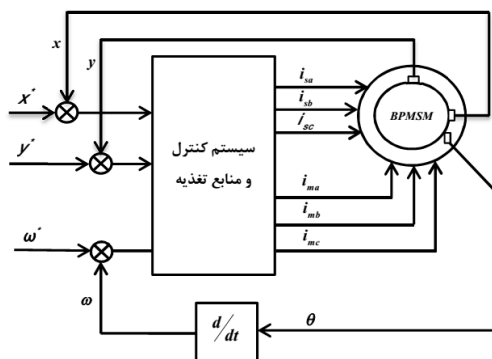 x
y
x*
y*
ω*
ω
سیستم کنترل
و منابع تغذیه
i_sa
i_sb
i_sc
i_ma
i_mb
i_mc
BPMSM
d/dt
θ